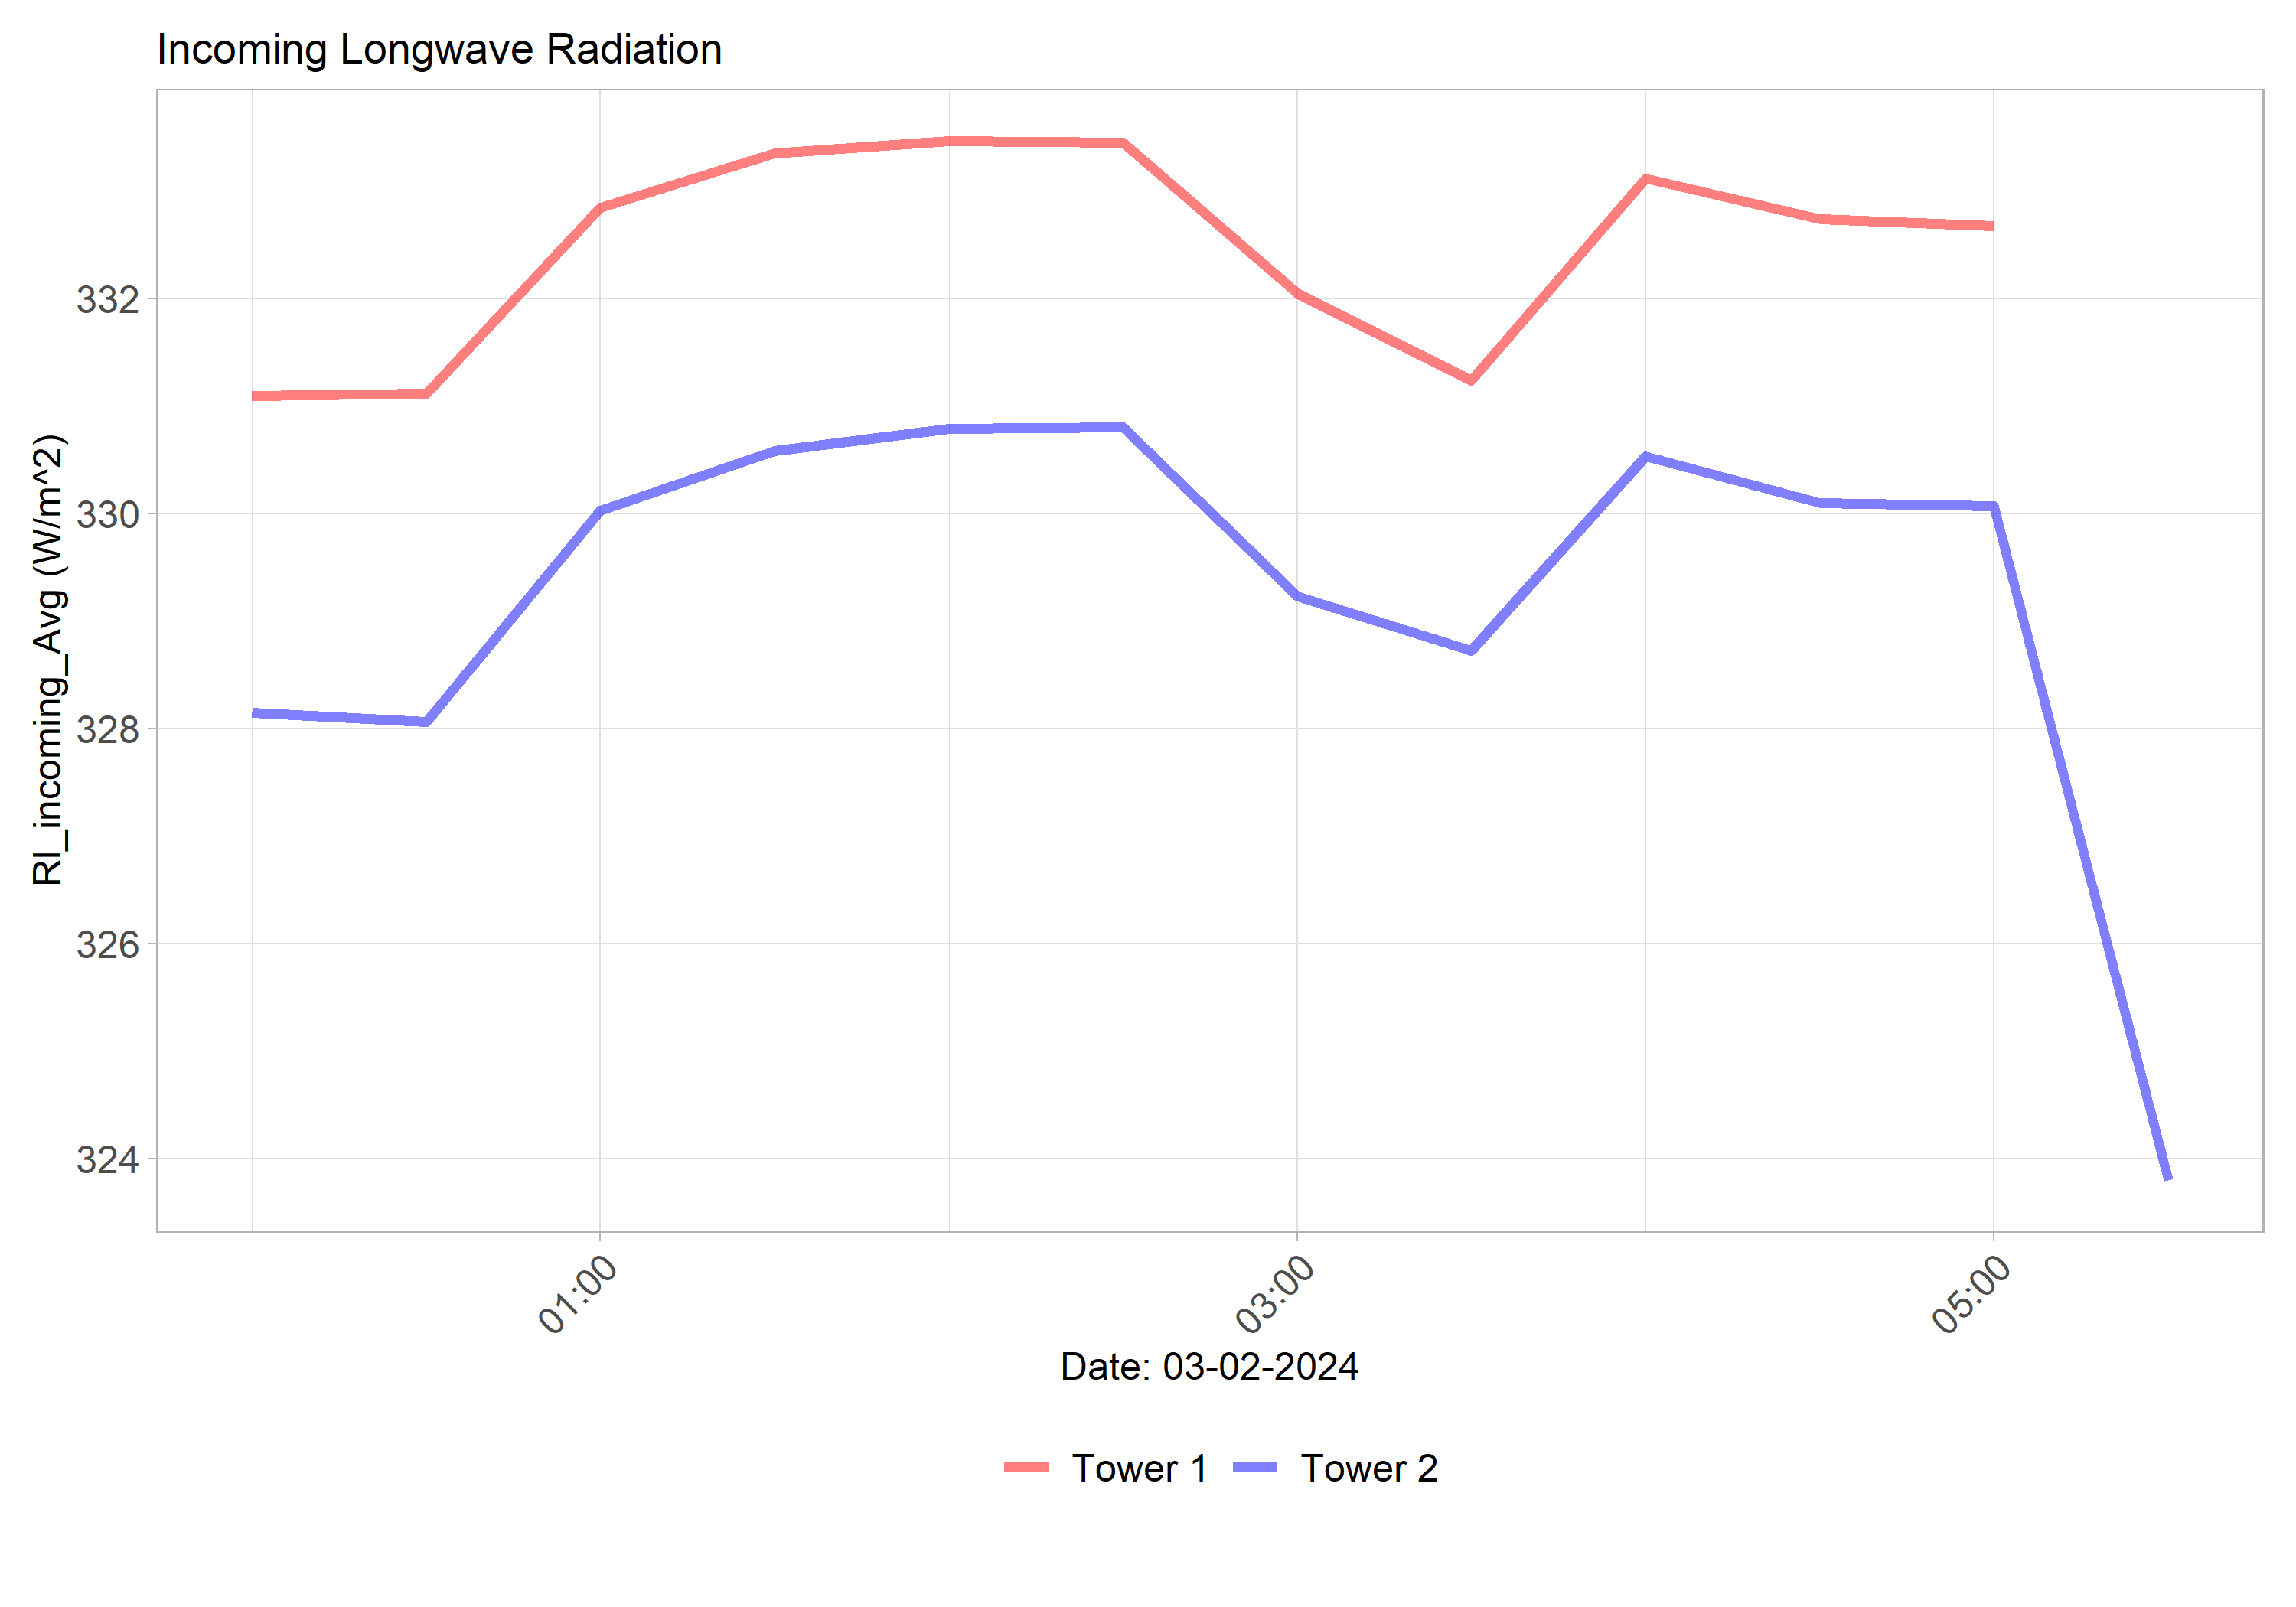 Incoming Longwave Radiation
Rl_incoming_Avg (W/m^2)
332
330
328
326
324
01:00
03:00
05:00
Date: 03-02-2024
Tower 1
Tower 2